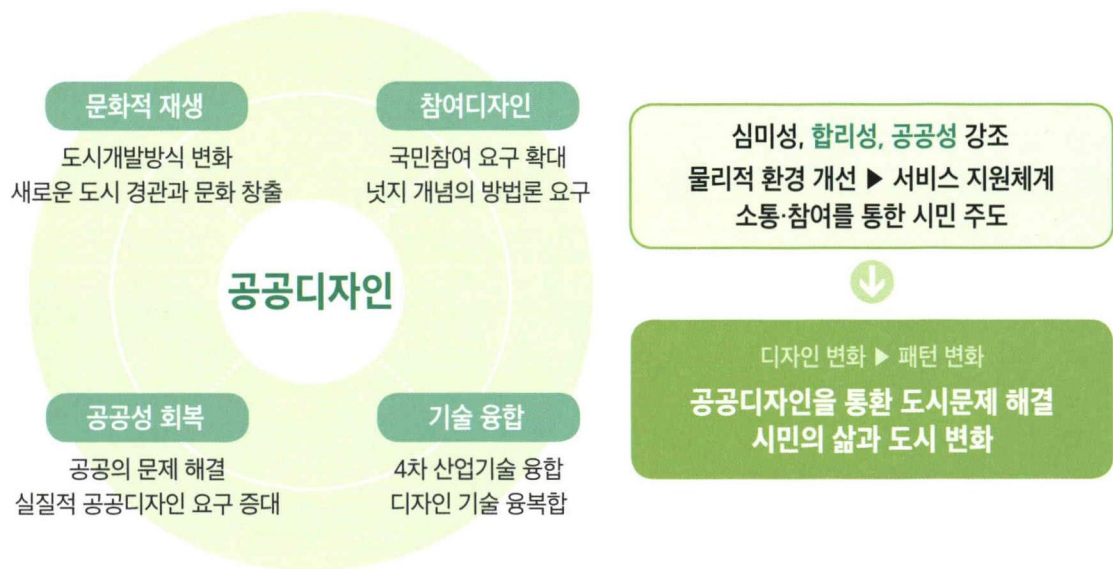 문화적 재생
도시개발방식 변화
새로운 도시 경관과 문화 창출
참여디자인
국민참여 요구 확대
넛지 개념의 방법론 요구
공공디자인
공공성 회복
공공의 문제 해결
실질적 공공디자인 요구 증대
기술 융합
4차 산업기술 융합
디자인 기술 융복합
심미성, 합리성, 공공성 강조
물리적 환경 개선 ▶ 서비스 지원체계
소통·참여를 통한 시민 주도
디자인 변화 ▶ 패턴 변화
공공디자인을 통환 도시문제 해결
시민의 삶과 도시 변화